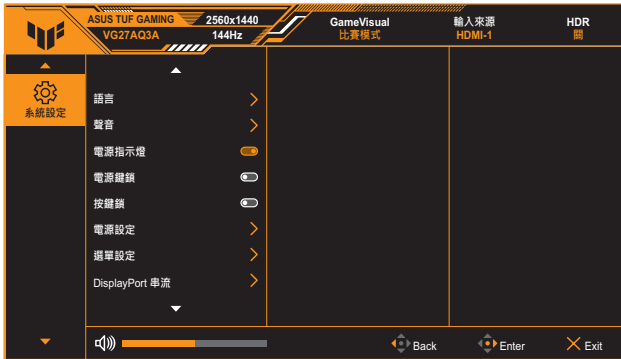 ASUS TUF GAMING
VG27AQ3A
2560x1440
144Hz
GameVisual
比賽模式
輸入來源
HDMI-1
HDR
關
系統設定
語言
聲音
電源指示燈
電源鍵鎖
按鍵鎖
電源設定
選單設定
DisplayPort 串流
Back
Enter
Exit